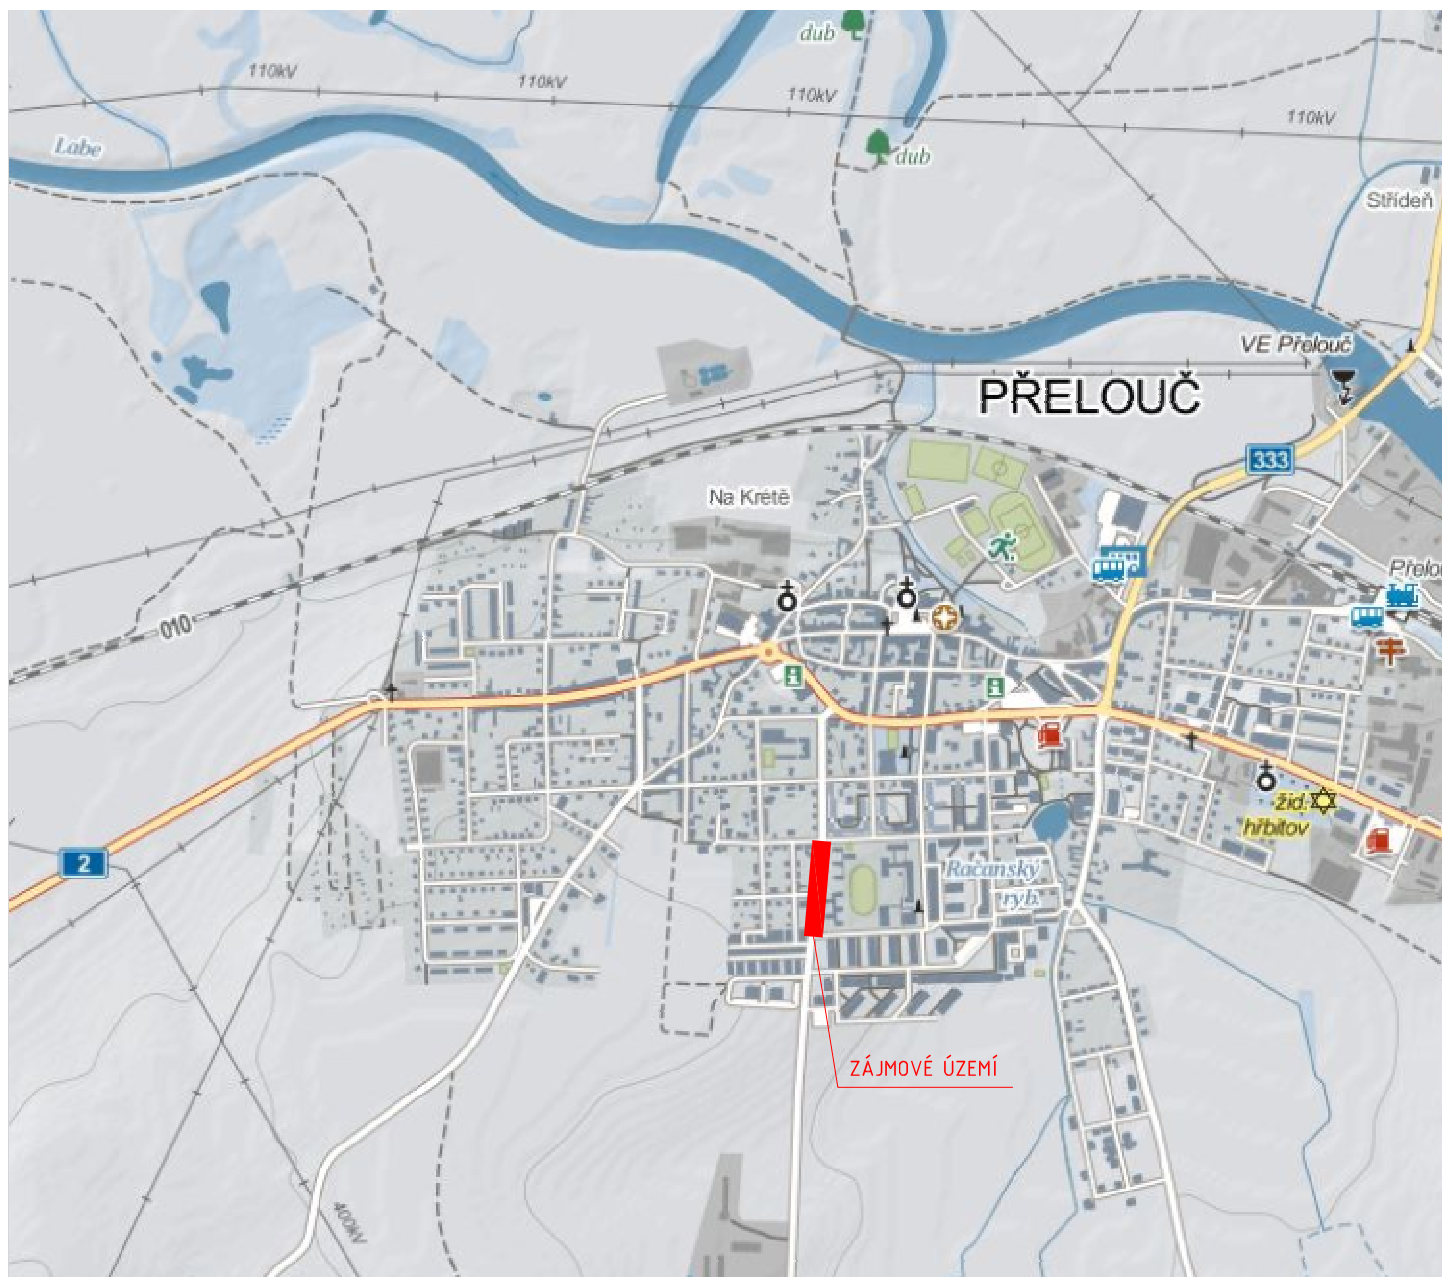 dub
110kV
110kV
110kV
110kV
Labe
dub
Střídeň
VE Přelouč
PŘELOUČ
333
Na Krétě
Přelou
010
2
žid.
hřbitov
Račanský
ryb.
ZÁJMOVÉ ÚZEMÍ
400kV